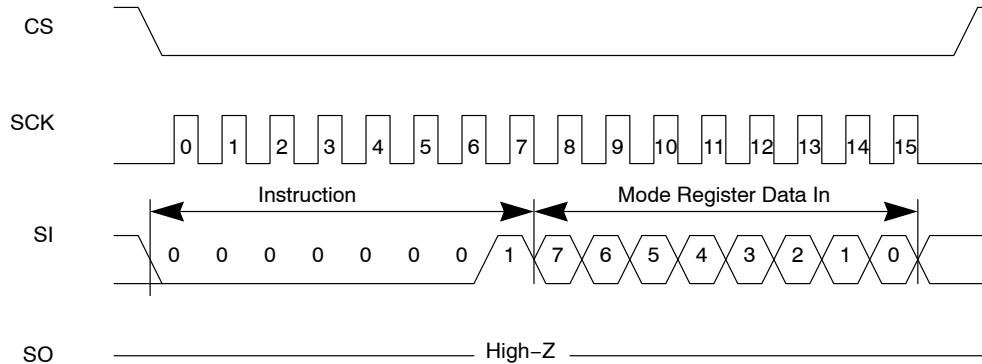 CS
SCK
0 1 2 3 4 5 6 7 8 9 10 11 12 13 14 15
Instruction Mode Register Data In
SI
0 0 0 0 0 0 0 1 7 6 5 4 3 2 1 0
SO High−Z